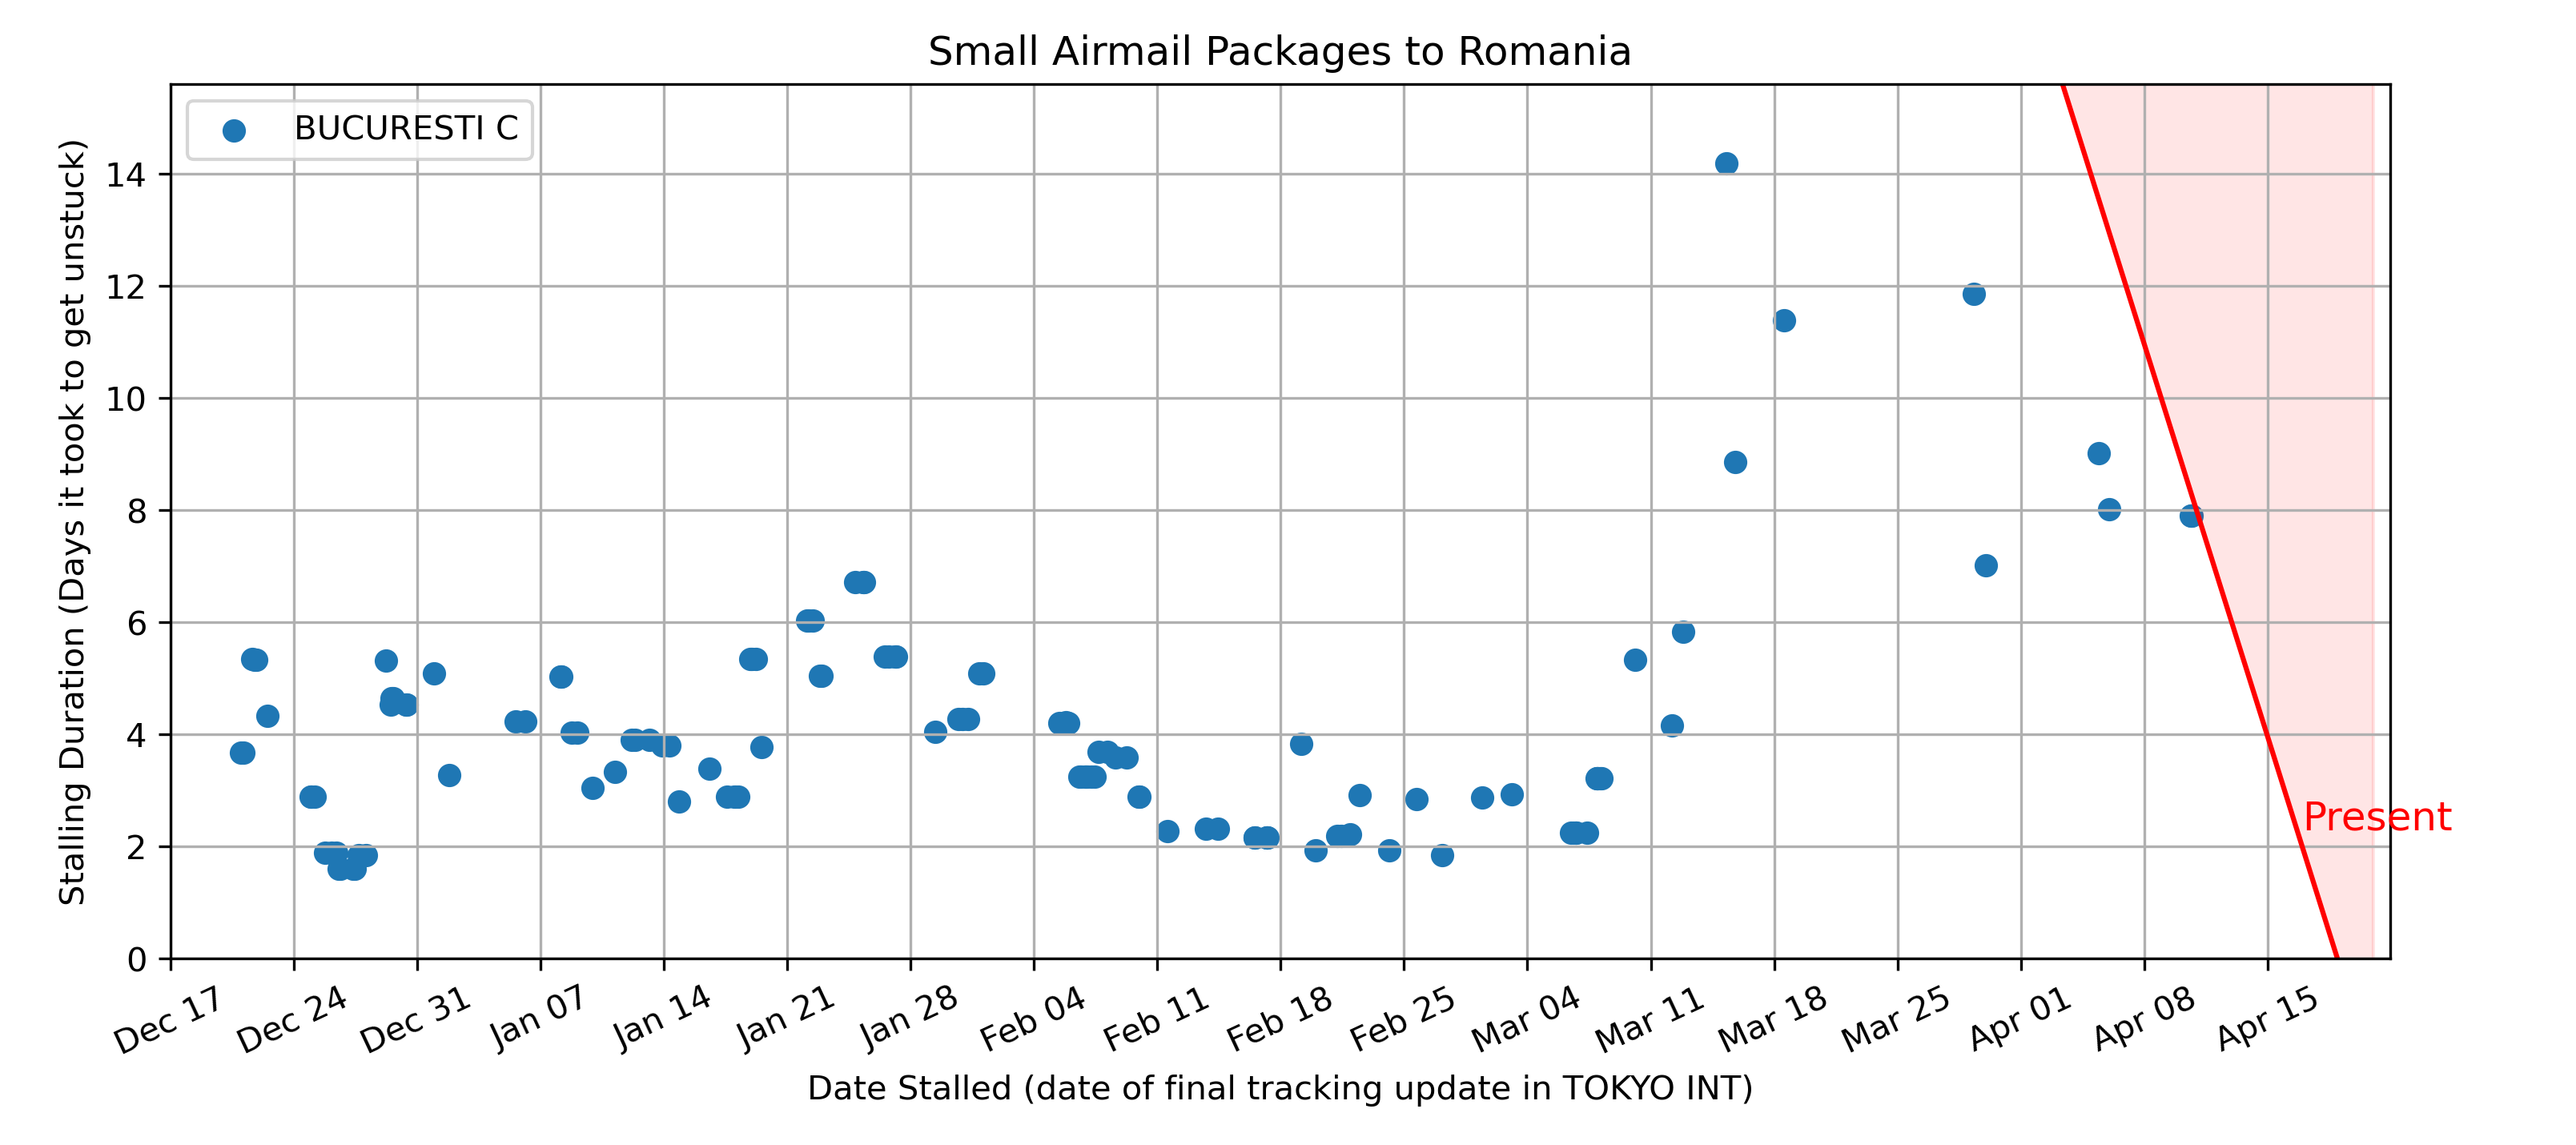 Small Airmail Packages to Romania
BUCURESTI C
Stalling Duration (Days it took to get unstuck)
14
12
10
8
6
4
2
0
Present
Dec 17
Dec 24
Dec 31
Jan 07
Jan 14
Jan 21
Jan 28
Feb 04
Feb 11
Feb 18
Feb 25
Mar 04
Mar 11
Mar 18
Mar 25
Apr 01
Apr 08
Apr 15
Date Stalled (date of final tracking update in TOKYO INT)